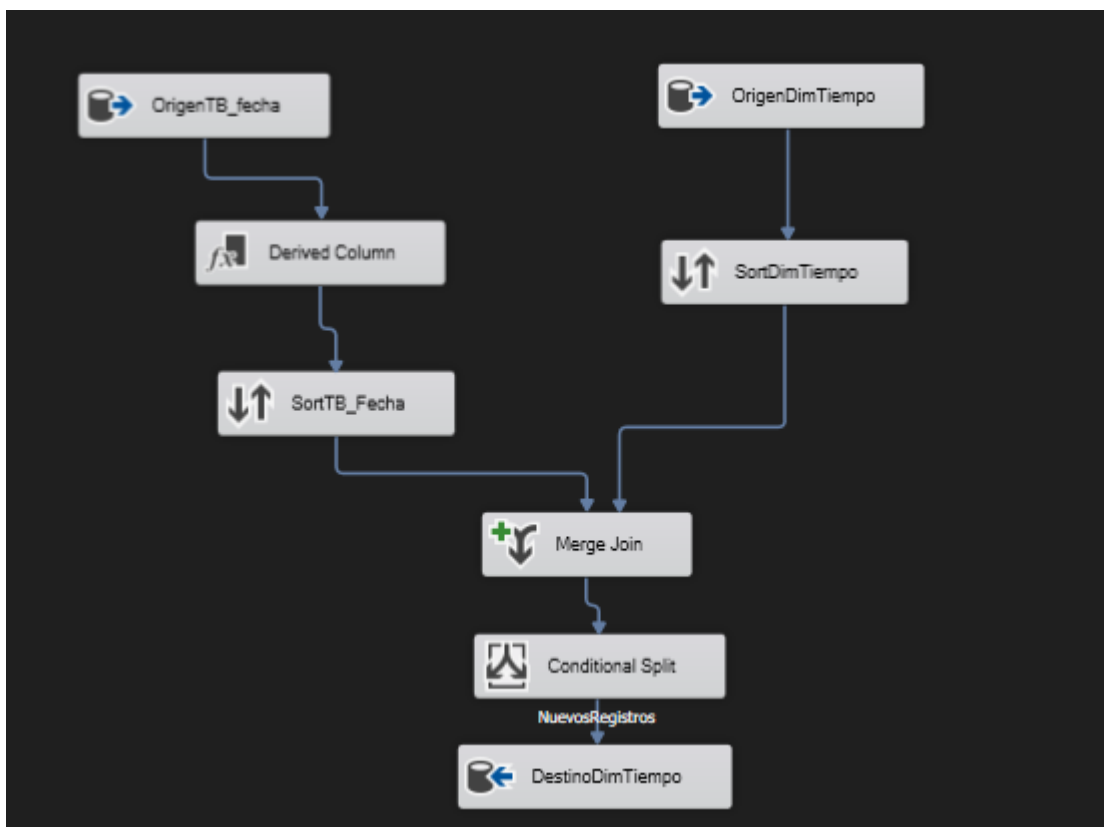 OrigenTB_fecha
OrigenDimTiempo
Derived Column
SortDimTiempo
SortTB_Fecha
Merge Join
Conditional Split
NuevosRegistros
DestinoDimTiempo